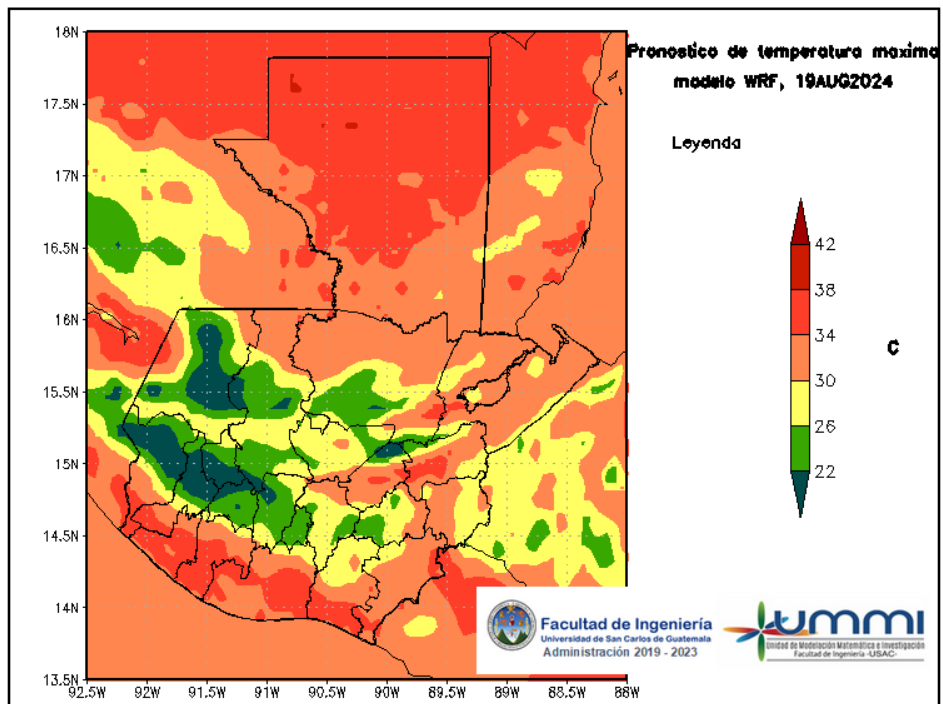 Pronostico de temperatura maxima
modelo WRF, 19AUG2024
Leyenda
42
38
34
30
26
22
C
18N
17.5N
17N
16.5N
16N
15.5N
15N
14.5N
14N
13.5N
92.5W 92W 91.5W 91W 90.5W 90W 89.5W 89W 88.5W 88W
Facultad de Ingeniería
Universidad de San Carlos de Guatemala
Administración 2019 - 2023
UMMI
Unidad de Modelación Matemática e Investigación
Facultad de Ingeniería -USAC-